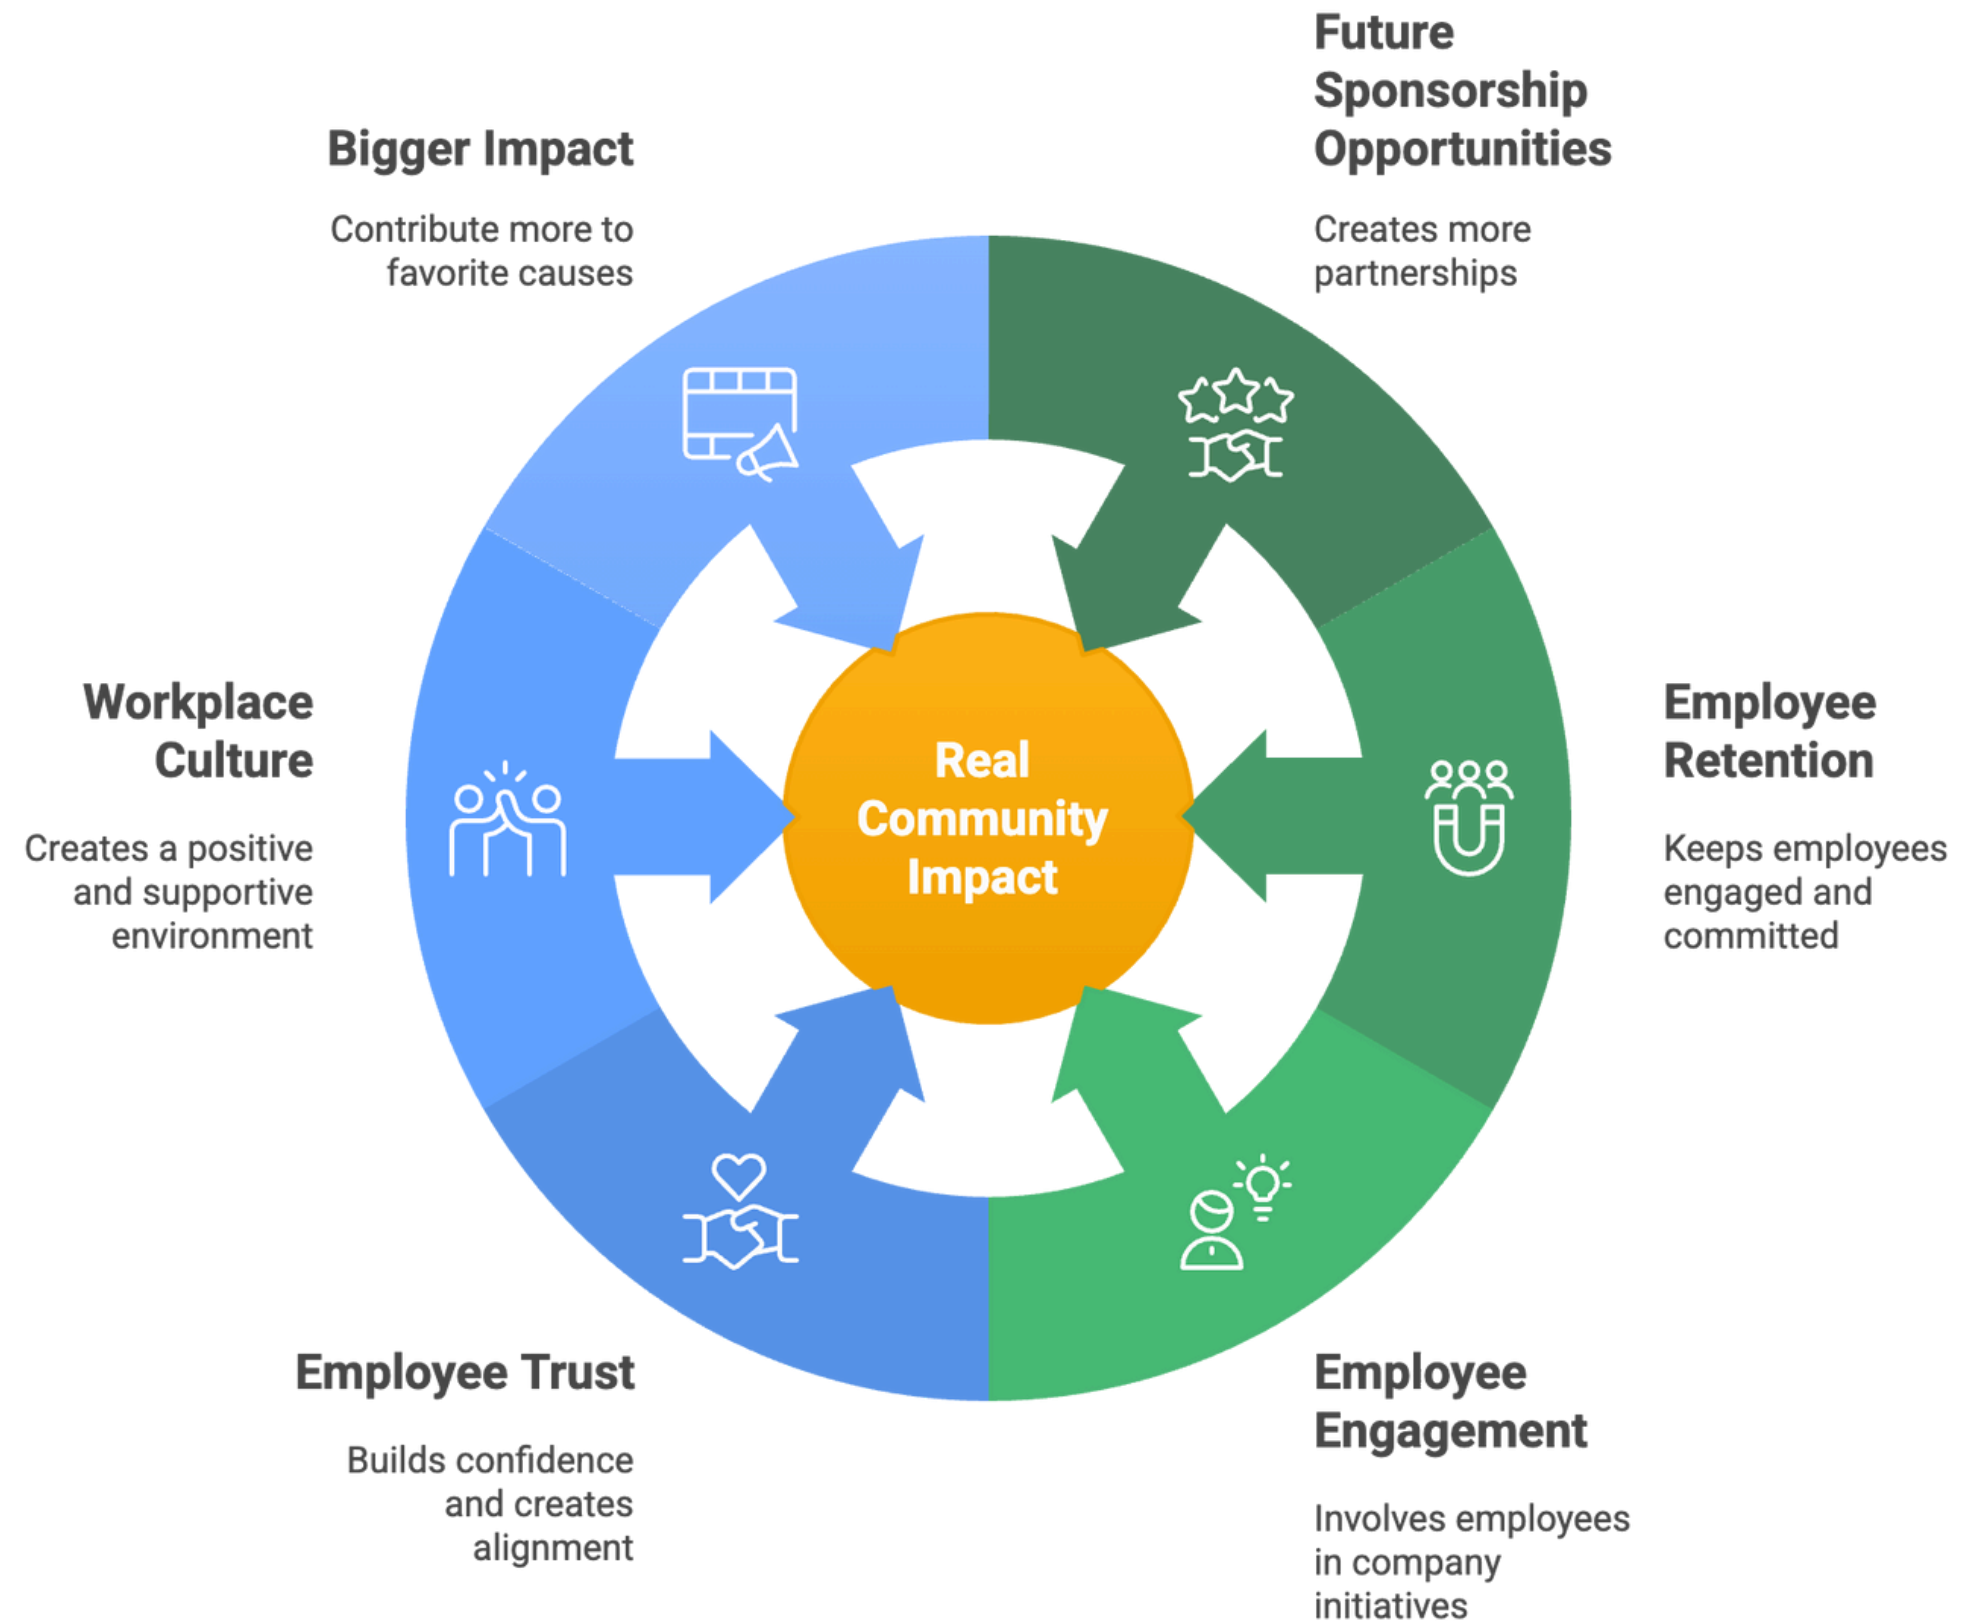 Future
Sponsorship
Opportunities
Creates more
partnerships
Bigger Impact
Contribute more to
favorite causes
Workplace
Culture
Creates a positive
and supportive
environment
Real
Community
Impact
Employee
Retention
Keeps employees
engaged and
committed
Employee Trust
Builds confidence
and creates
alignment
Employee
Engagement
Involves employees
in company
initiatives